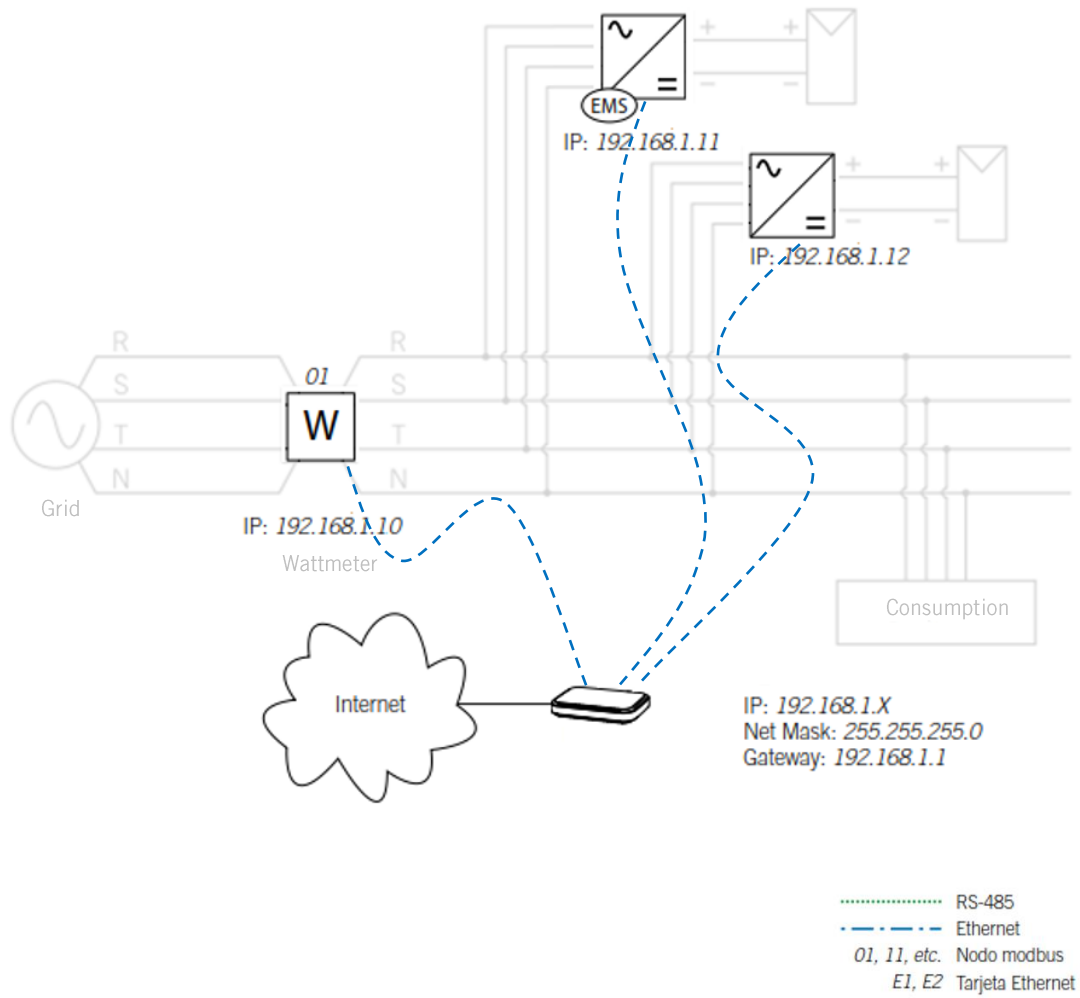 + +
- -
EMS
IP: 192.168.1.11
+ +
- -
IP: 192.168.1.12
R R
01
S S
W
T T
N N
Grid
IP: 192.168.1.10
Wattmeter
Consumption
Internet
IP: 192.168.1.X
Net Mask: 255.255.255.0
Gateway: 192.168.1.1
RS-485
Ethernet
01, 11, etc. Nodo modbus
E1, E2 Tarjeta Ethernet